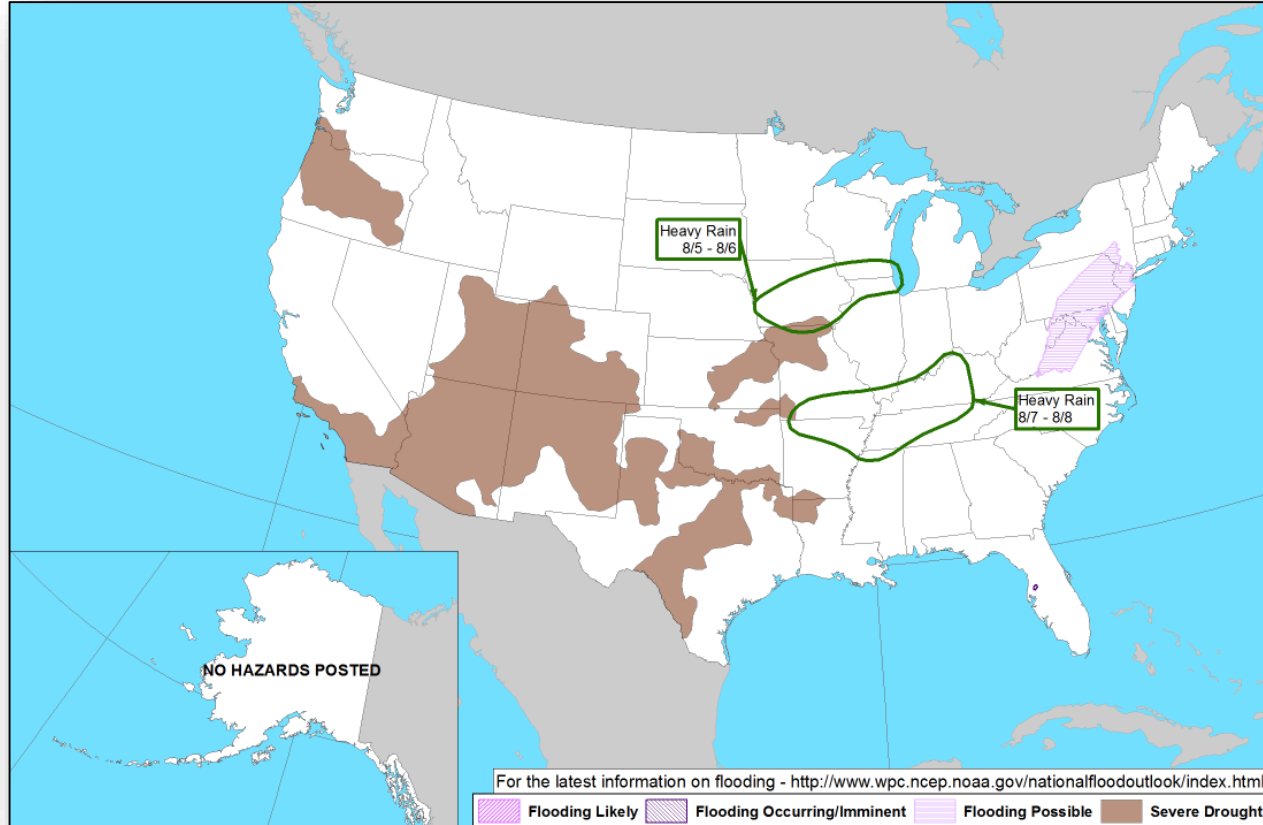 Heavy Rain
8/5 - 8/6
Heavy Rain
8/7 - 8/8
NO HAZARDS POSTED
For the latest information on flooding - http://www.wpc.ncep.noaa.gov/nationalfloodoutlook/index.html
Flooding Likely Flooding Occurring/Imminent Flooding Possible Severe Drought